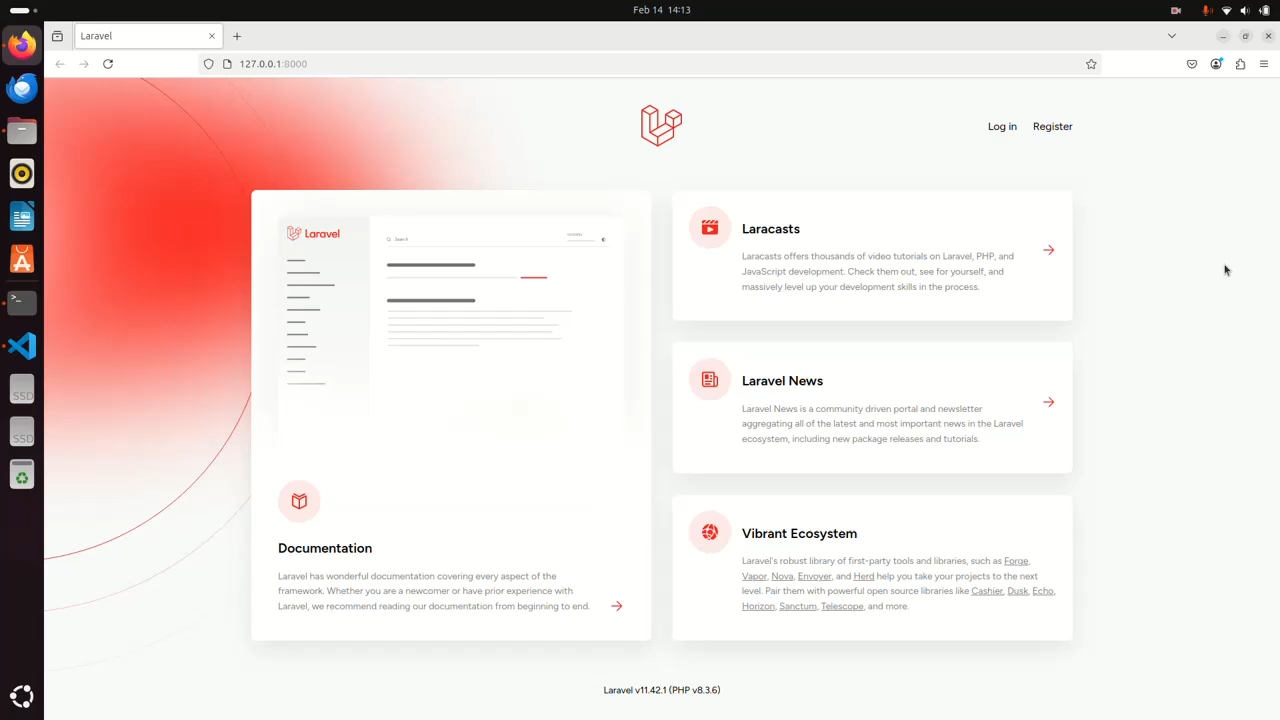 Feb 14 14:13
Laravel
127.0.0.1:8000
Log in
Register
Laravel
Search
Documentation
Laravel has wonderful documentation covering every aspect of the
framework. Whether you are a newcomer or have prior experience with
Laravel, we recommend reading our documentation from beginning to end.
Laracasts
Laracasts offers thousands of video tutorials on Laravel, PHP, and
JavaScript development. Check them out, see for yourself, and
massively level up your development skills in the process.
Laravel News
Laravel News is a community driven portal and newsletter
aggregating all of the latest and most important news in the Laravel
ecosystem, including new package releases and tutorials.
Vibrant Ecosystem
Laravel's robust library of first-party tools and libraries, such as Forge,
Vapor, Nova, Envoyer, and Herd help you take your projects to the next
level. Pair them with powerful open source libraries like Cashier, Dusk, Echo,
Horizon, Sanctum, Telescope, and more.
Laravel v11.42.1 (PHP v8.3.6)
SSD
SSD